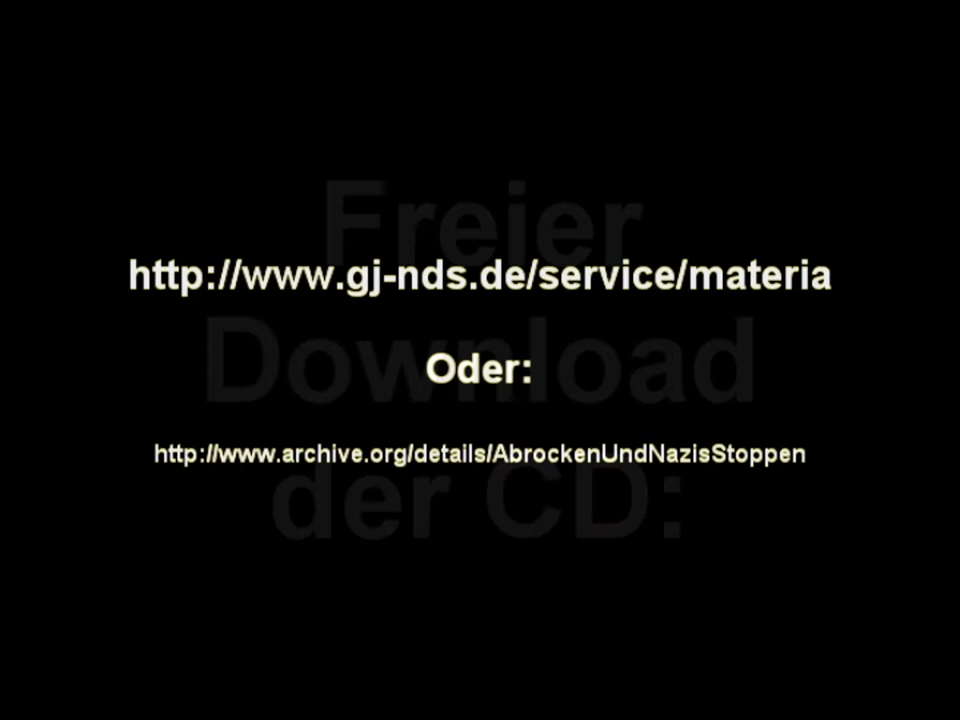 Freier
http://www.gj-nds.de/service/materia
Download
Oder:
http://www.archive.org/details/AbrockenUndNazisStoppen
der CD: